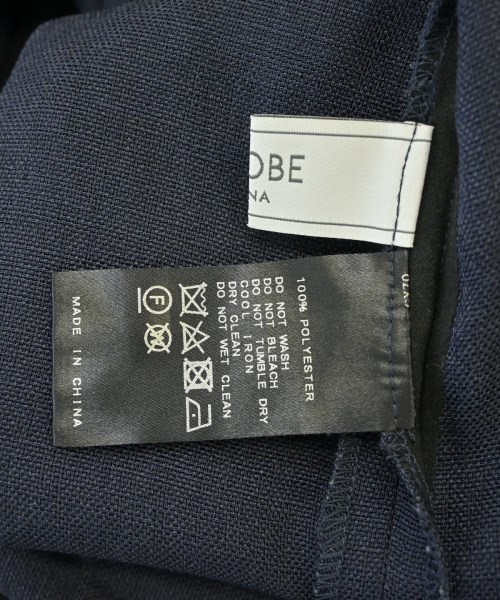 OBE
NA
100% POLYESTER
DO NOT WASH
DO NOT BLEACH
DO NOT TUMBLE DRY
COOL IRON
DRY CLEAN
DO NOT WET CLEAN
F
MADE IN CHINA